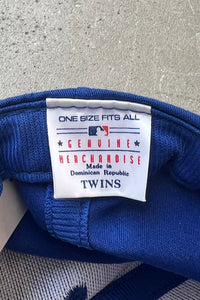 ONE SIZE FITS ALL
GENUINE
MERCHANDISE
Made in
Dominican Republic
TWINS